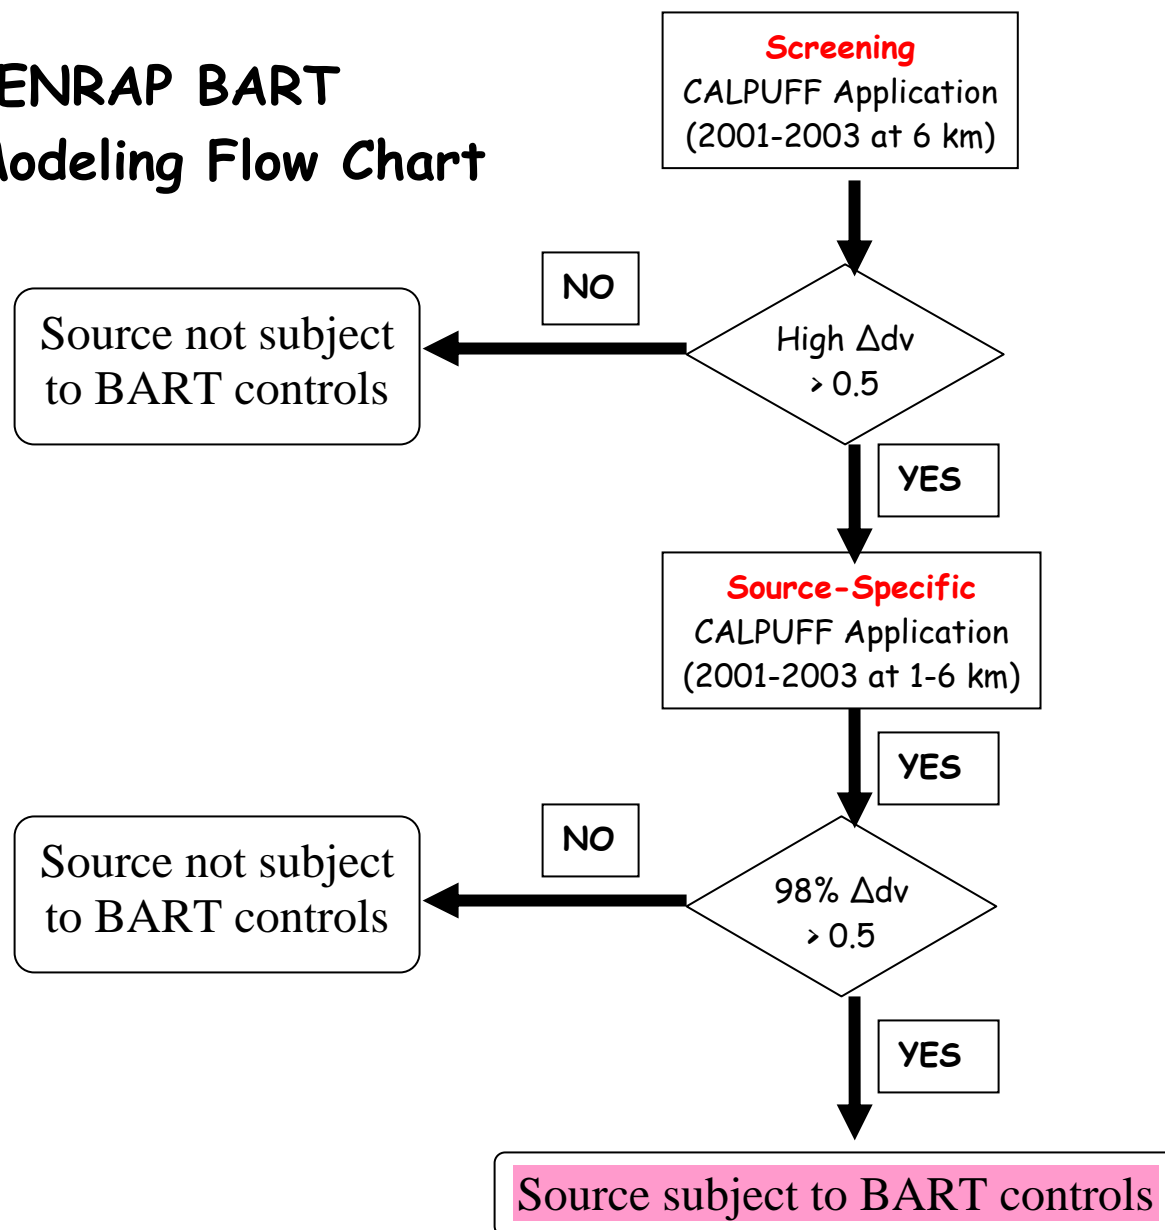 ENRAP BART
Modeling Flow Chart
Screening
CALPUFF Application
(2001-2003 at 6 km)
NO
High Δdv
> 0.5
Source not subject
to BART controls
YES
Source-Specific
CALPUFF Application
(2001-2003 at 1-6 km)
YES
NO
98% Δdv
> 0.5
Source not subject
to BART controls
YES
Source subject to BART controls